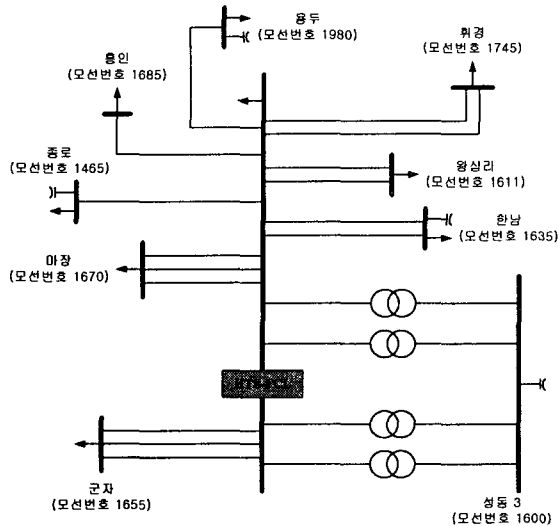 용두
(모선번호 1980)
휘경
(모선번호 1745)
흥인
(모선번호 1685)
종로
(모선번호 1465)
왕십리
(모선번호 1611)
한남
(모선번호 1635)
마장
(모선번호 1670)
군자
(모선번호 1655)
성동 3
(모선번호 1600)